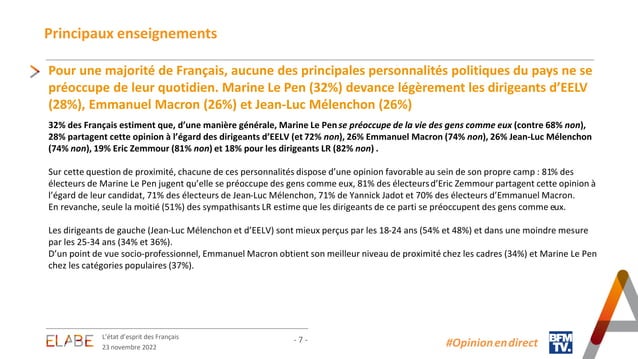 Principaux enseignements
Pour une majorité de Français, aucune des principales personnalités politiques du pays ne se
préoccupe de leur quotidien. Marine Le Pen (32%) devance légèrement les dirigeants d’EELV
(28%), Emmanuel Macron (26%) et Jean-Luc Mélenchon (26%)
32% des Français estiment que, d’une manière générale, Marine Le Pen se préoccupe de la vie des gens comme eux (contre 68% non),
28% partagent cette opinion à l’égard des dirigeants d’EELV (et 72% non), 26% Emmanuel Macron (74% non), 26% Jean-Luc Mélenchon
(74% non), 19% Eric Zemmour (81% non) et 18% pour les dirigeants LR (82% non) .
Sur cette question de proximité, chacune de ces personnalités dispose d’une opinion favorable au sein de son propre camp : 81% des
électeurs de Marine Le Pen jugent qu’elle se préoccupe des gens comme eux, 81% des électeurs d’Eric Zemmour partagent cette opinion à
l’égard de leur candidat, 71% des électeurs de Jean-Luc Mélenchon, 71% de Yannick Jadot et 70% des électeurs d’Emmanuel Macron.
En revanche, seule la moitié (51%) des sympathisants LR estime que les dirigeants de ce parti se préoccupent des gens comme eux.
Les dirigeants de gauche (Jean-Luc Mélenchon et d’EELV) sont mieux perçus par les 18-24 ans (54% et 48%) et dans une moindre mesure
par les 25-34 ans (34% et 36%).
D’un point de vue socio-professionnel, Emmanuel Macron obtient son meilleur niveau de proximité chez les cadres (34%) et Marine Le Pen
chez les catégories populaires (37%).
ELABE
L’état d’esprit des Français
23 novembre 2022
- 7 -
#Opinionendirect
BFM
TV.